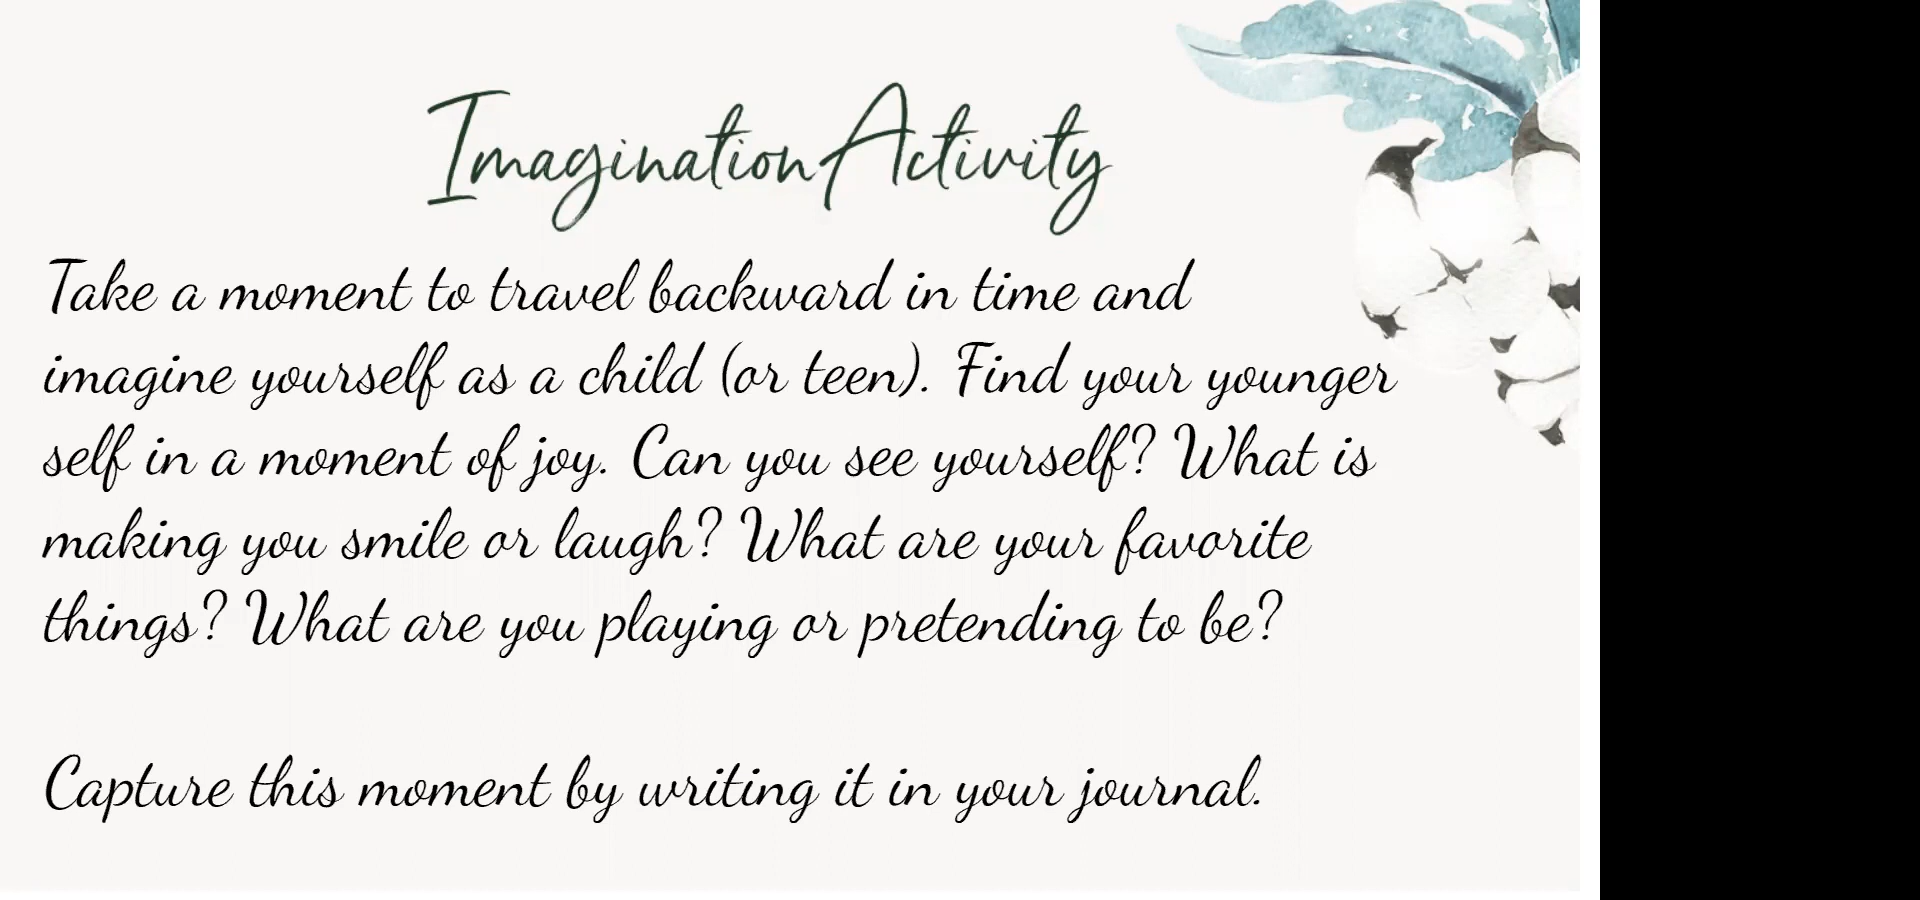 Imagination Activity
Take a moment to travel backward in time and
imagine yourself as a child (or teen). Find your younger
self in a moment of joy. Can you see yourself? What is
making you smile or laugh? What are your favorite
things? What are you playing or pretending to be?
Capture this moment by writing it in your journal.